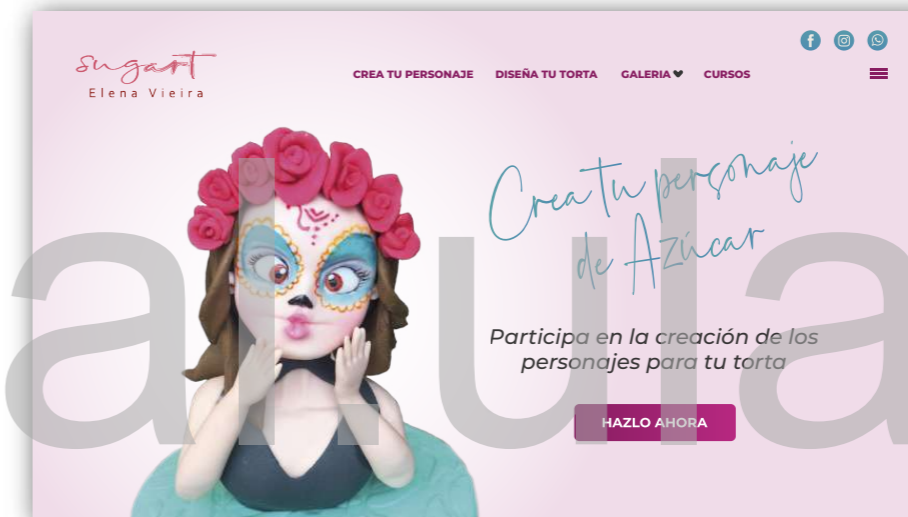 sugart
Elena Vieira
CREA TU PERSONAJE DISEÑA TU TORTA GALERIA CURSOS
Crea tu personaje
de Azúcar
Participa en la creación de los
personajes para tu torta
HAZLO AHORA